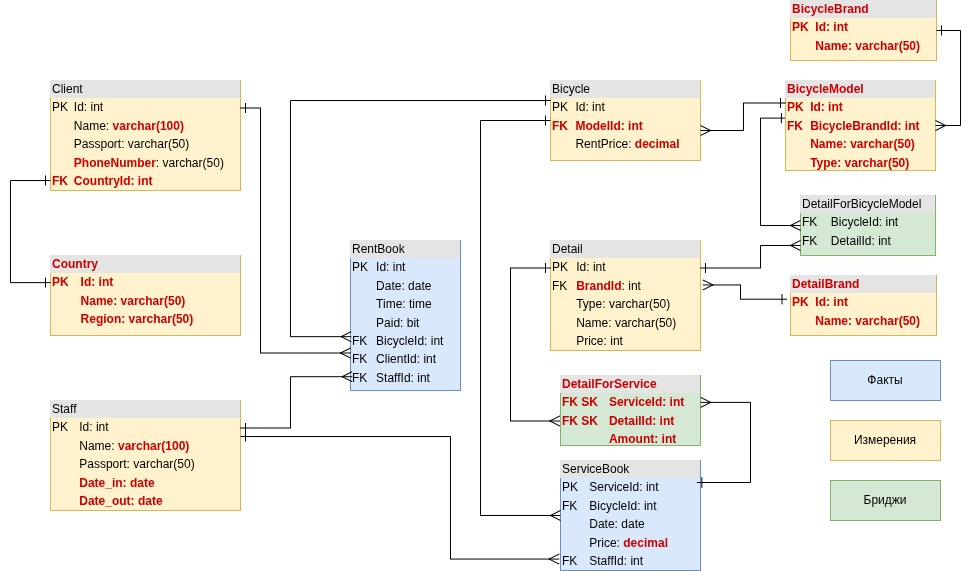 BicycleBrand
PK Id: int
Name: varchar(50)
Client
PK Id: int
Name: varchar(100)
Passport: varchar(50)
PhoneNumber: varchar(50)
FK CountryId: int
Bicycle
PK Id: int
FK ModelId: int
RentPrice: decimal
BicycleModel
PK Id: int
FK BicycleBrandId: int
Name: varchar(50)
Type: varchar(50)
DetailForBicycleModel
FK BicycleId: int
FK DetailId: int
Country
PK Id: int
Name: varchar(50)
Region: varchar(50)
RentBook
PK Id: int
Date: date
Time: time
Paid: bit
FK BicycleId: int
FK ClientId: int
FK StaffId: int
Detail
PK Id: int
FK BrandId: int
Type: varchar(50)
Name: varchar(50)
Price: int
DetailBrand
PK Id: int
Name: varchar(50)
Staff
PK Id: int
Name: varchar(100)
Passport: varchar(50)
Date_in: date
Date_out: date
DetailForService
FK SK ServiceId: int
FK SK DetailId: int
Amount: int
ServiceBook
PK ServiceId: int
FK BicycleId: int
Date: date
Price: decimal
FK StaffId: int
Факты
Измерения
Бриджи